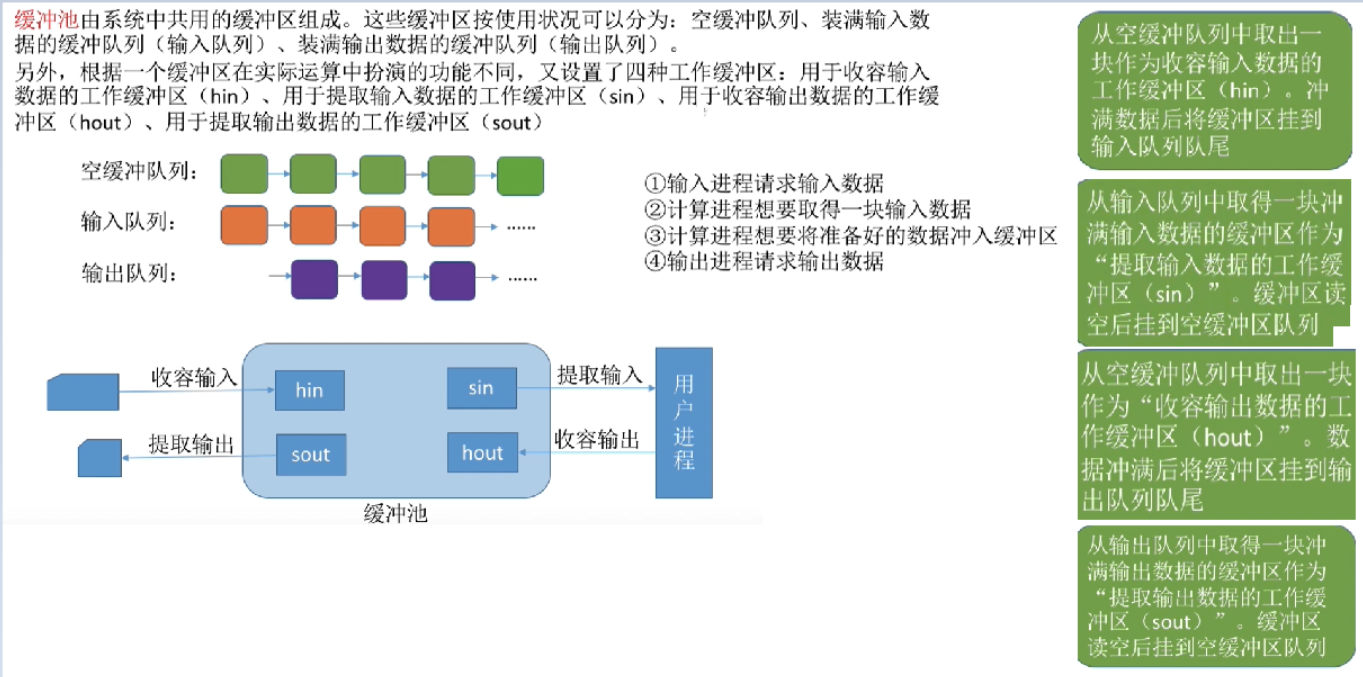 缓冲池由系统中共用的缓冲区组成。这些缓冲区按使用状况可以分为：空缓冲队列、装满输入数
据的缓冲队列（输入队列）、装满输出数据的缓冲队列（输出队列）。
另外，根据一个缓冲区在实际运算中扮演的功能不同，又设置了四种工作缓冲区：用于收容输入
数据的工作缓冲区（hin）、用于提取输入数据的工作缓冲区（sin）、用于收容输出数据的工作缓
冲区（hout）、用于提取输出数据的工作缓冲区（sout）
空缓冲队列：
输入队列：
......
输出队列：
......
①输入进程请求输入数据
②计算进程想要取得一块输入数据
③计算进程想要将准备好的数据冲入缓冲区
④输出进程请求输出数据
收容输入
hin
sin
提取输入
提取输出
sout
hout
收容输出
用户进程
缓冲池
从空缓冲队列中取出一
块作为收容输入数据的
工作缓冲区（hin）。冲
满数据后将缓冲区挂到
输入队列队尾
从输入队列中取得一块冲
满输入数据的缓冲区作为
“提取输入数据的工作缓
冲区（sin）”。缓冲区读
空后挂到空缓冲区队列
从空缓冲队列中取出一块
作为“收容输出数据的工
作缓冲区（hout）”。数
据冲满后将缓冲区挂到输
出队列队尾
从输出队列中取得一块冲
满输出数据的缓冲区作为
“提取输出数据的工作缓
冲区（sout）”。缓冲区
读空后挂到空缓冲区队列